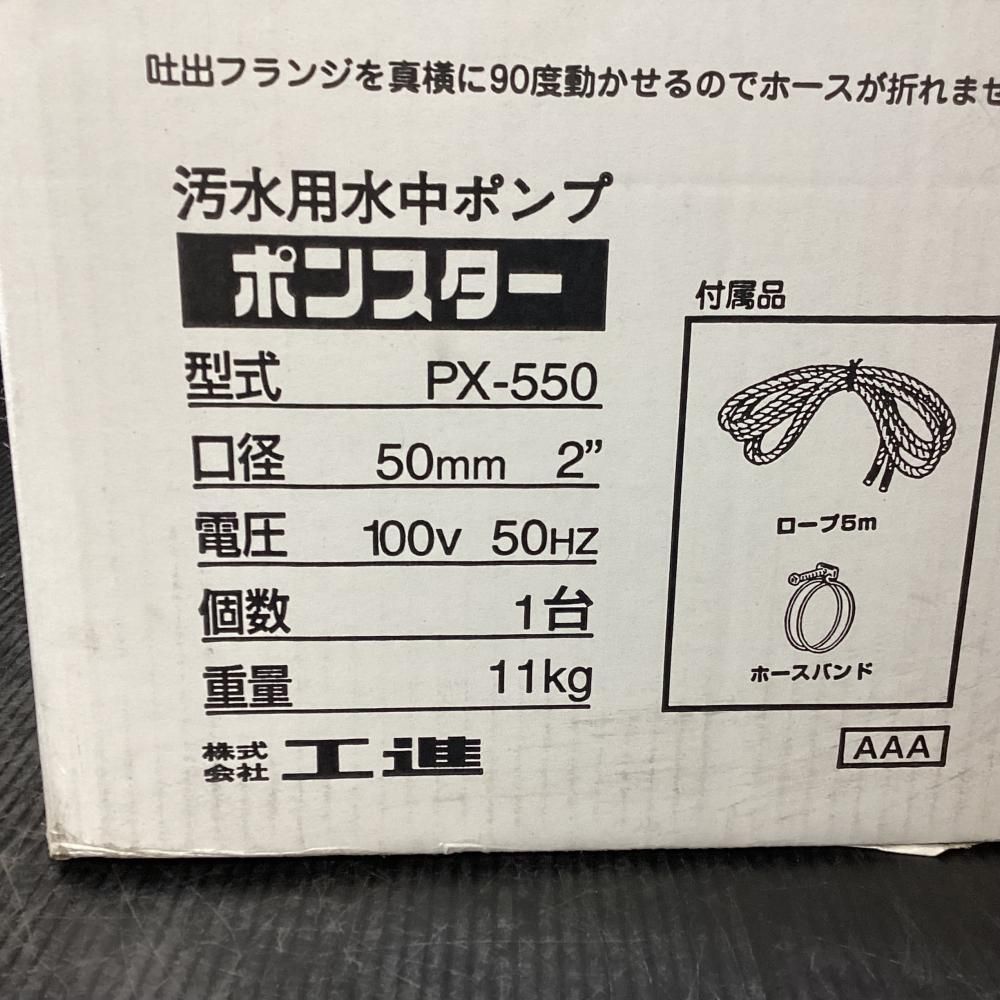 吐出フランジを真横に90度動かせるのでホースが折れませ
汚水用水中ポンプ
ポンスター
型式 PX-550
口径 50mm 2”
電圧 100v 50HZ
個数 1台
重量 11kg
株式会社 工進
付属品
ロープ5m
ホースバンド
AAA